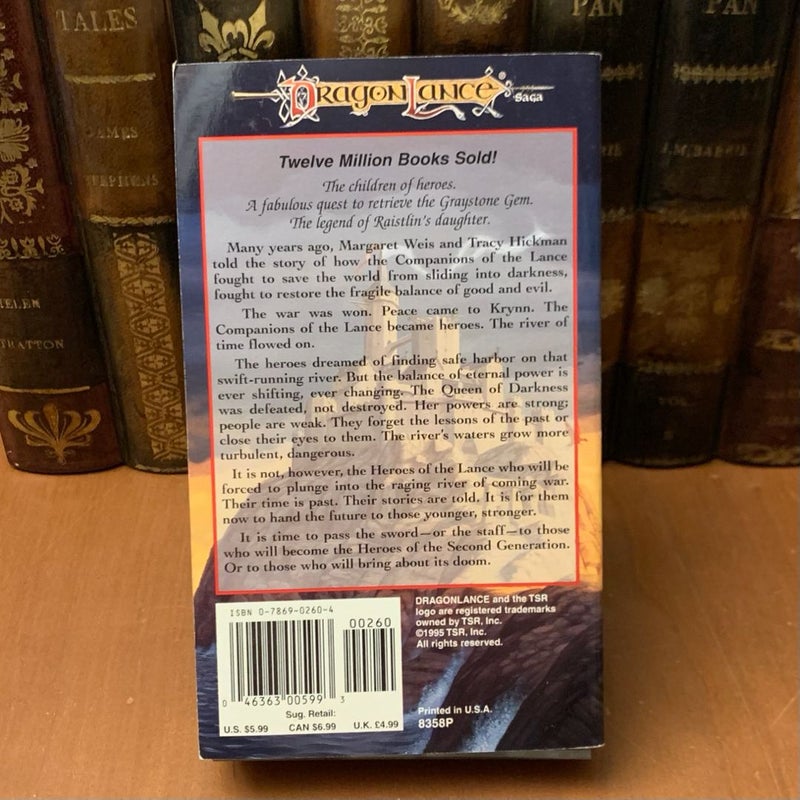 TALES
PAN
PAN
JAMES
STEPHENS
J.M. BARRIE
HELEN
STRATTON
VOL
DRAGONLANCE®
SAGA
Twelve Million Books Sold!
The children of heroes.
A fabulous quest to retrieve the Graystone Gem.
The legend of Raistlin's daughter.
Many years ago, Margaret Weis and Tracy Hickman
told the story of how the Companions of the Lance
fought to save the world from sliding into darkness,
fought to restore the fragile balance of good and evil.
The war was won. Peace came to Krynn. The
Companions of the Lance became heroes. The river of
time flowed on.
The heroes dreamed of finding safe harbor on that
swift-running river. But the balance of eternal power is
ever shifting, ever changing. The Queen of Darkness
was defeated, not destroyed. Her powers are strong;
people are weak. They forget the lessons of the past or
close their eyes to them. The river's waters grow more
turbulent, dangerous.
It is not, however, the Heroes of the Lance who will be
forced to plunge into the raging river of coming war.
Their time is past. Their stories are told. It is for them
now to hand the future to those younger, stronger.
It is time to pass the sword—or the staff—to those
who will become the Heroes of the Second Generation.
Or to those who will bring about its doom.
ISBN 0-7869-0260-4
00260
0 46363 00599 3
Sug. Retail:
U.S. $5.99 CAN $6.99 U.K. £4.99
DRAGONLANCE and the TSR
logo are registered trademarks
owned by TSR, Inc.
©1995 TSR, Inc.
All rights reserved.
Printed in U.S.A.
8358P